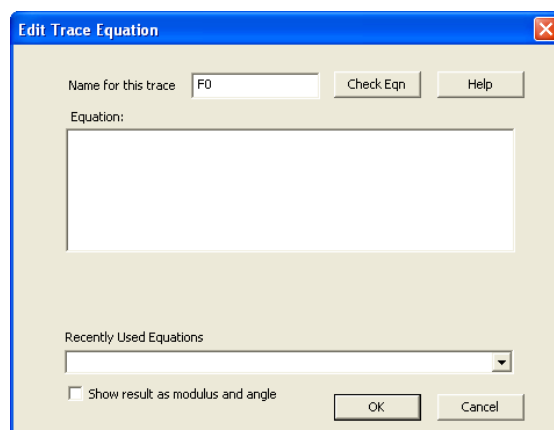 Edit Trace Equation
Name for this trace F0 Check Eqn Help
Equation:
Recently Used Equations
Show result as modulus and angle
OK Cancel